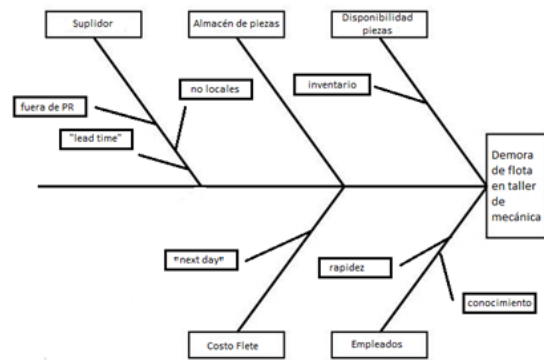 Suplidor
Almacén de piezas
Disponibilidad
piezas
no locales
inventario
fuera de PR
"lead time"
Demora
de flota
en taller
de
mecánica
"next day"
rapidez
conocimiento
Costo Flete
Empleados